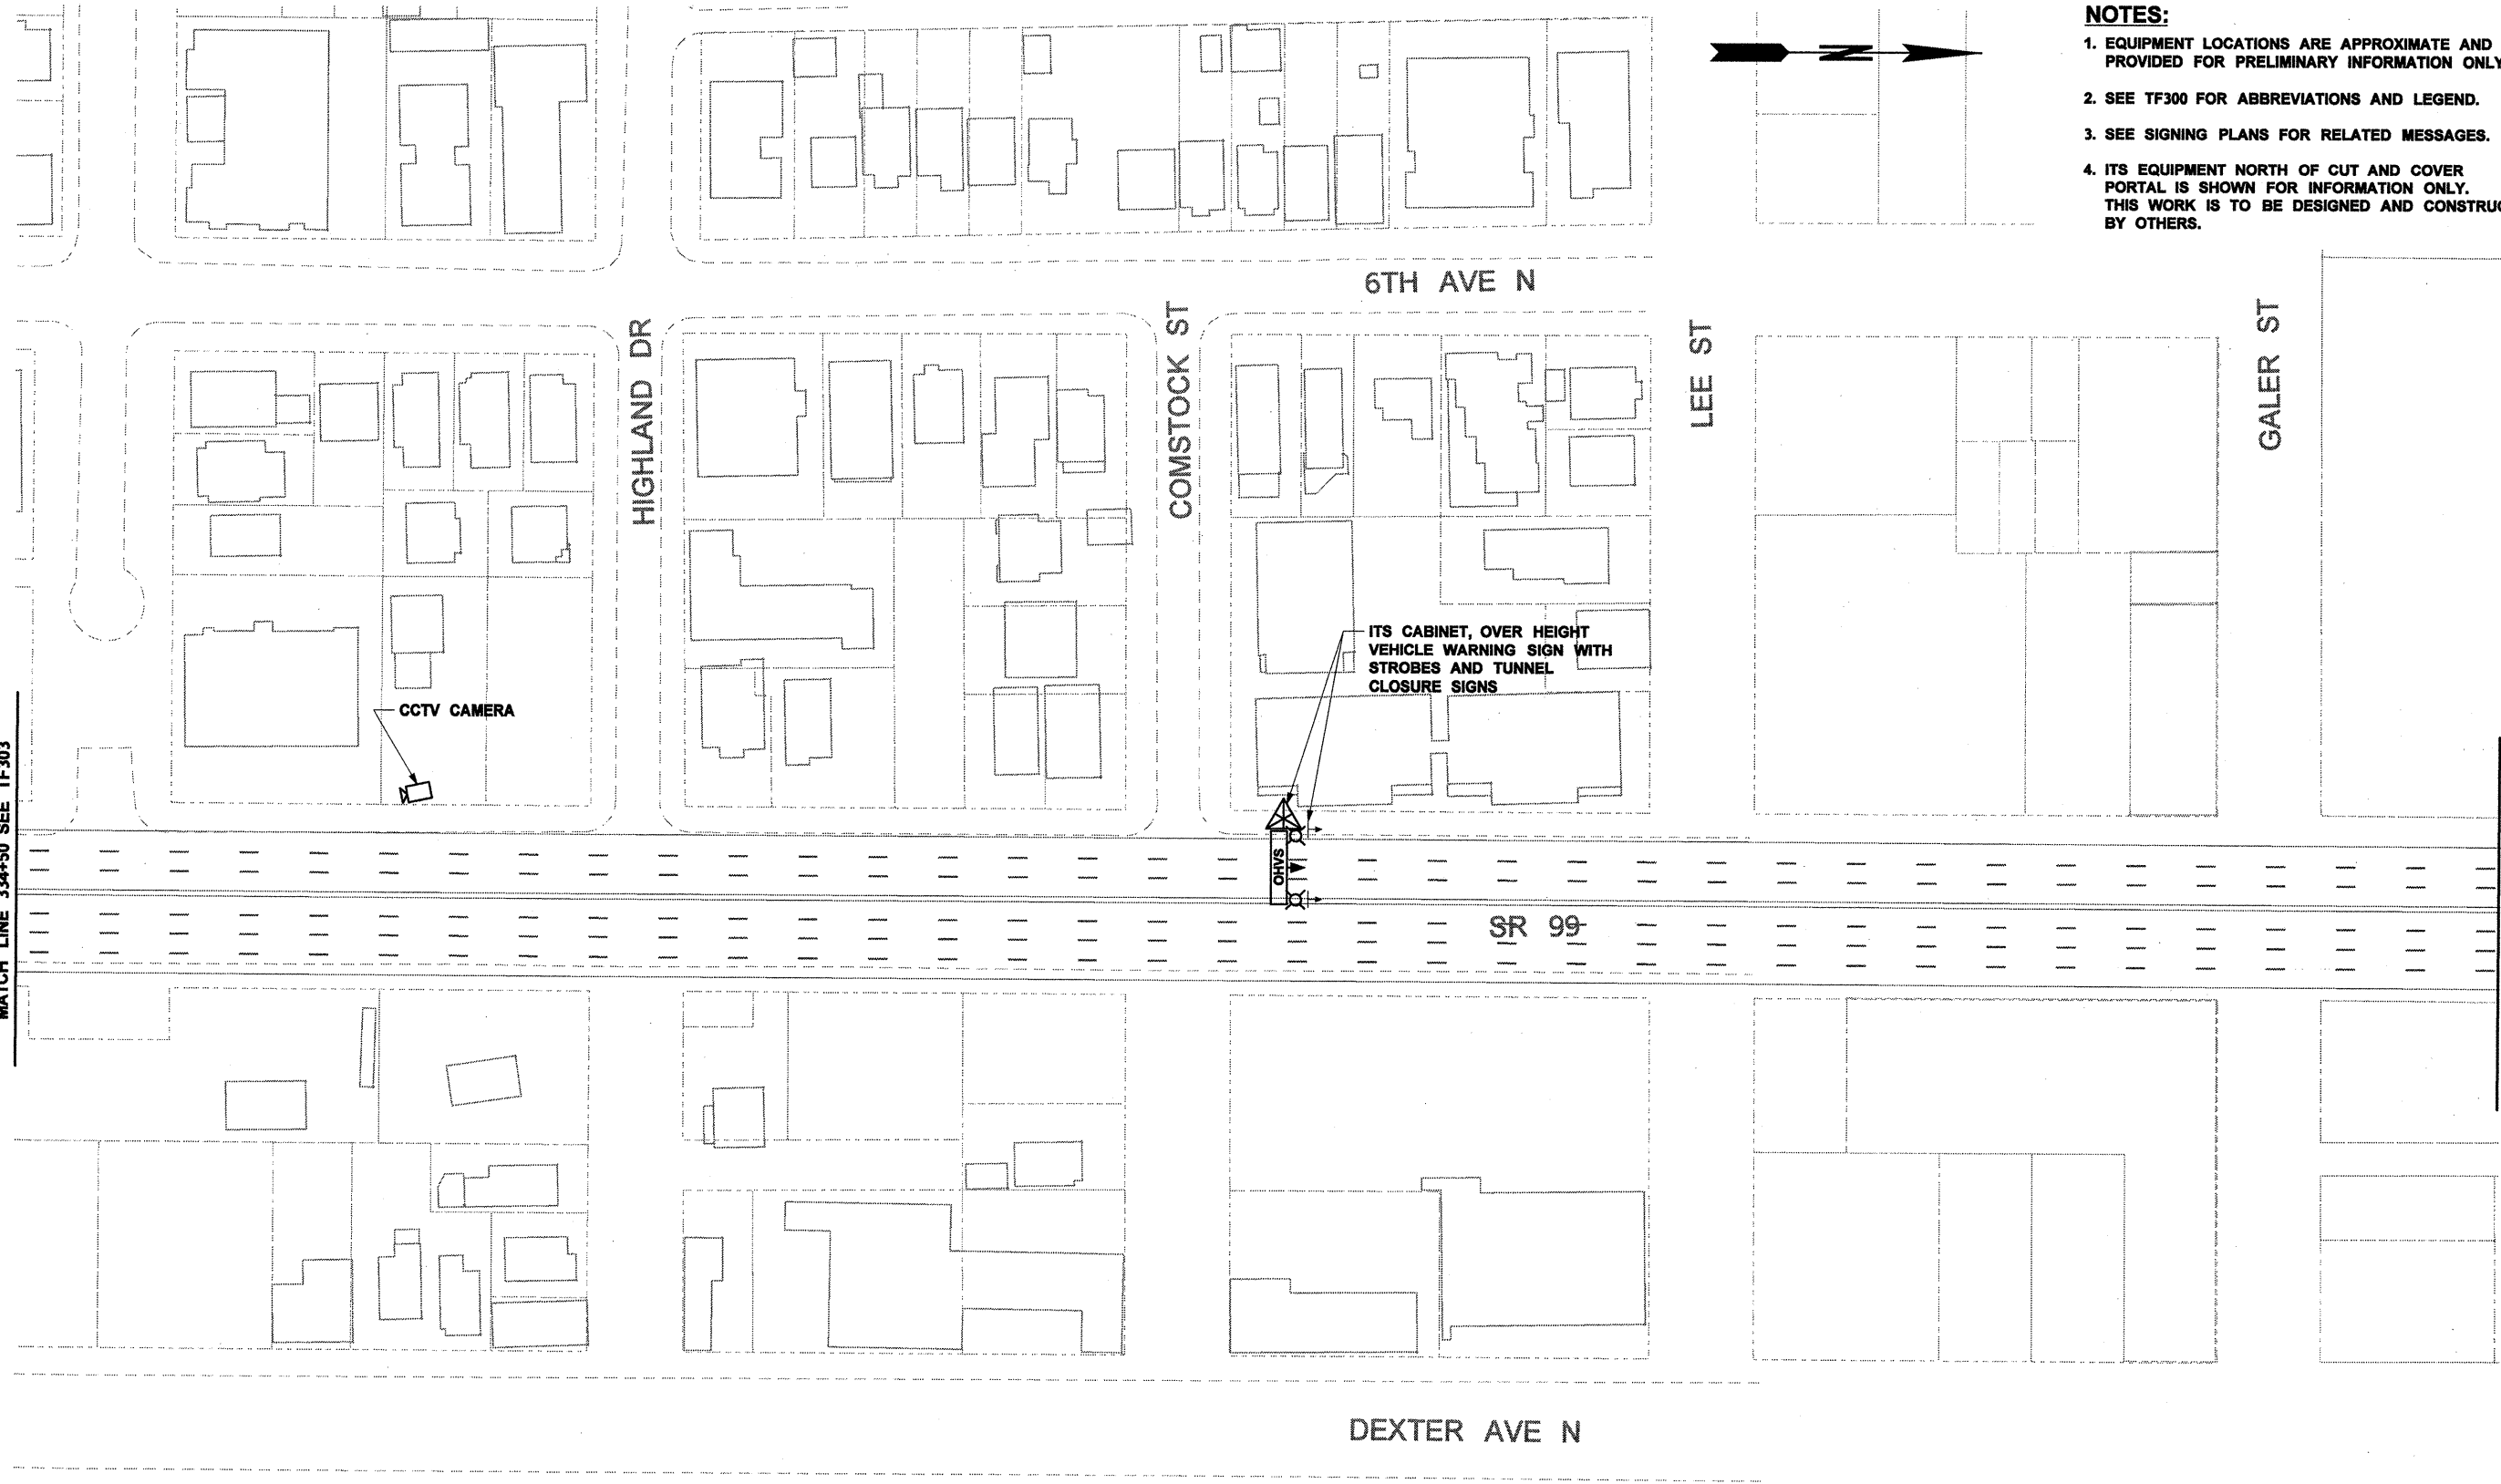 NOTES:
1. EQUIPMENT LOCATIONS ARE APPROXIMATE AND
PROVIDED FOR PRELIMINARY INFORMATION ONLY
2. SEE TF300 FOR ABBREVIATIONS AND LEGEND.
3. SEE SIGNING PLANS FOR RELATED MESSAGES.
4. ITS EQUIPMENT NORTH OF CUT AND COVER
PORTAL IS SHOWN FOR INFORMATION ONLY.
THIS WORK IS TO BE DESIGNED AND CONSTRUC
BY OTHERS.
N
6TH AVE N
HIGHLAND DR
COMSTOCK ST
LEE ST
GALER ST
ITS CABINET, OVER HEIGHT
VEHICLE WARNING SIGN WITH
STROBES AND TUNNEL
CLOSURE SIGNS
CCTV CAMERA
MATCH LINE 334+50 SEE TF303
OHVS
SR 99
DEXTER AVE N